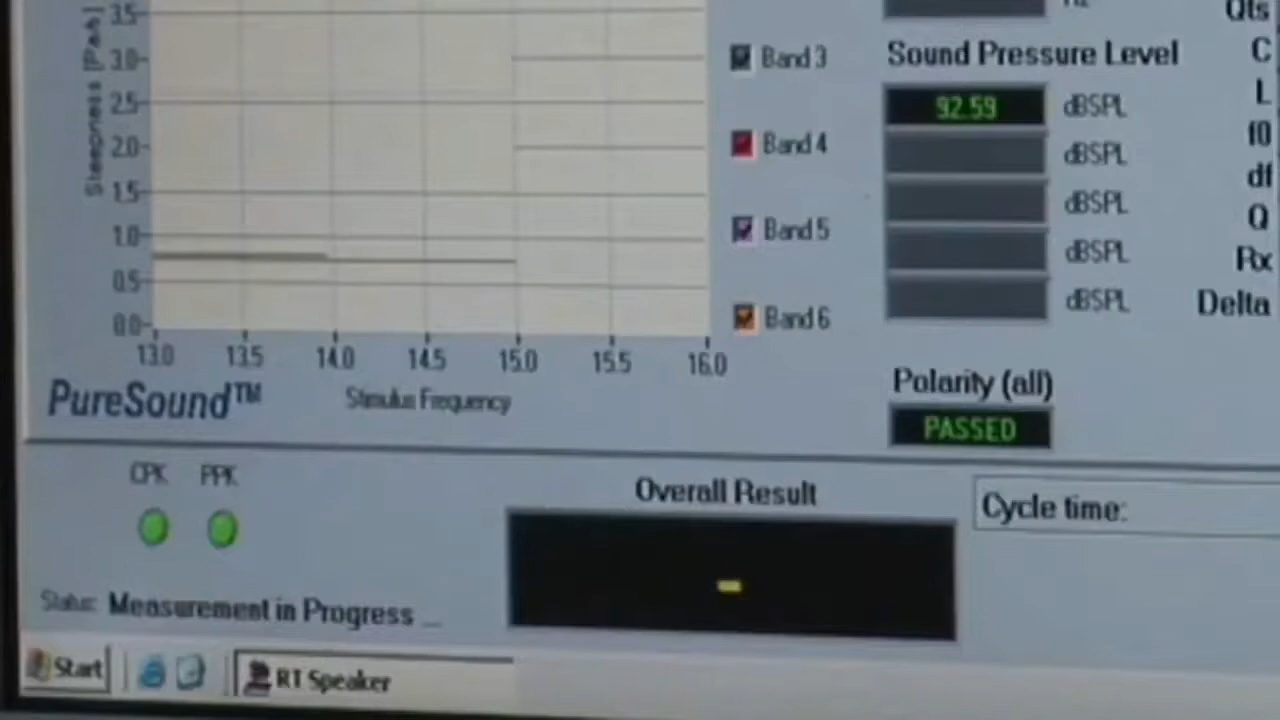 3.5
Qts
Steepness [Pa/h]
3.0
Band 3
Sound Pressure Level
C
2.5
92.59 dBSPL
L
2.0
Band 4
dBSPL
f0
1.5
dBSPL
df
1.0
Band 5
dBSPL
Q
0.5
dBSPL
Rx
0.0
Band 6
Delta
13.0 13.5 14.0 14.5 15.0 15.5 16.0
PureSound™
Stimulus Frequency
Polarity (all)
PASSED
CPK PPK
Overall Result
Cycle time:
-
Status: Measurement in Progress ...
Start
RT Speaker